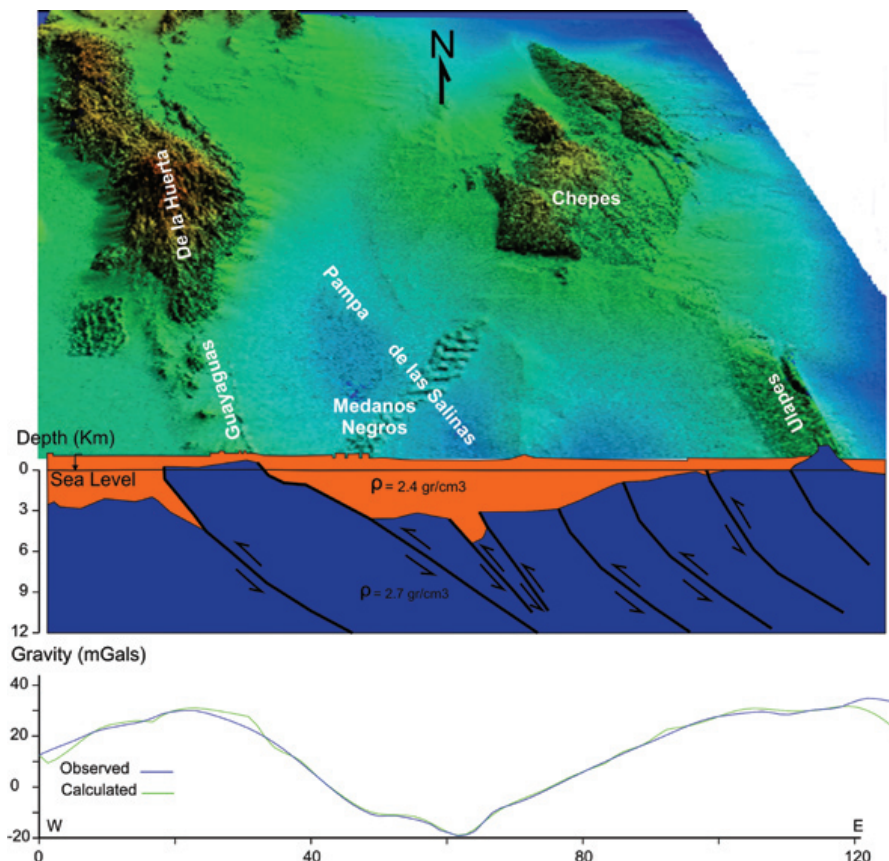 N
De la Huerta
Chepes
Pampa
de las Salinas
Guayaguas
Medanos
Negros
Ulapes
Depth (Km)
0
Sea Level
ρ = 2.4 gr/cm3
3
6
9
ρ = 2.7 gr/cm3
12
Gravity (mGals)
40
20
0
-20
Observed
Calculated
W
E
0
40
80
120